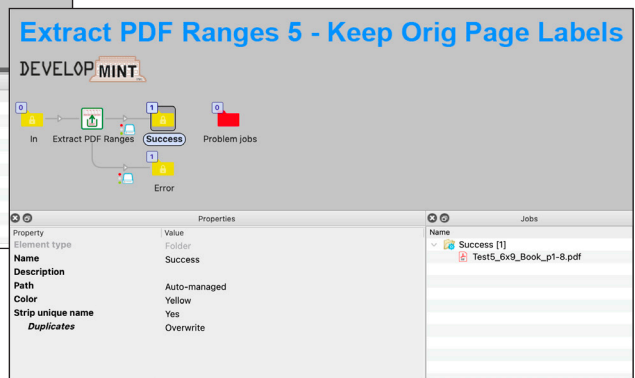 Extract PDF Ranges 5 - Keep Orig Page Labels
DEVELOPMINT
0
1
0
In
Extract PDF Ranges
Success
Problem jobs
1
Error
Properties
Jobs
Property Value
Name
Element type Folder
Success [1]
Name Success
Test5_6x9_Book_p1-8.pdf
Description
Path Auto-managed
Color Yellow
Strip unique name Yes
Duplicates Overwrite